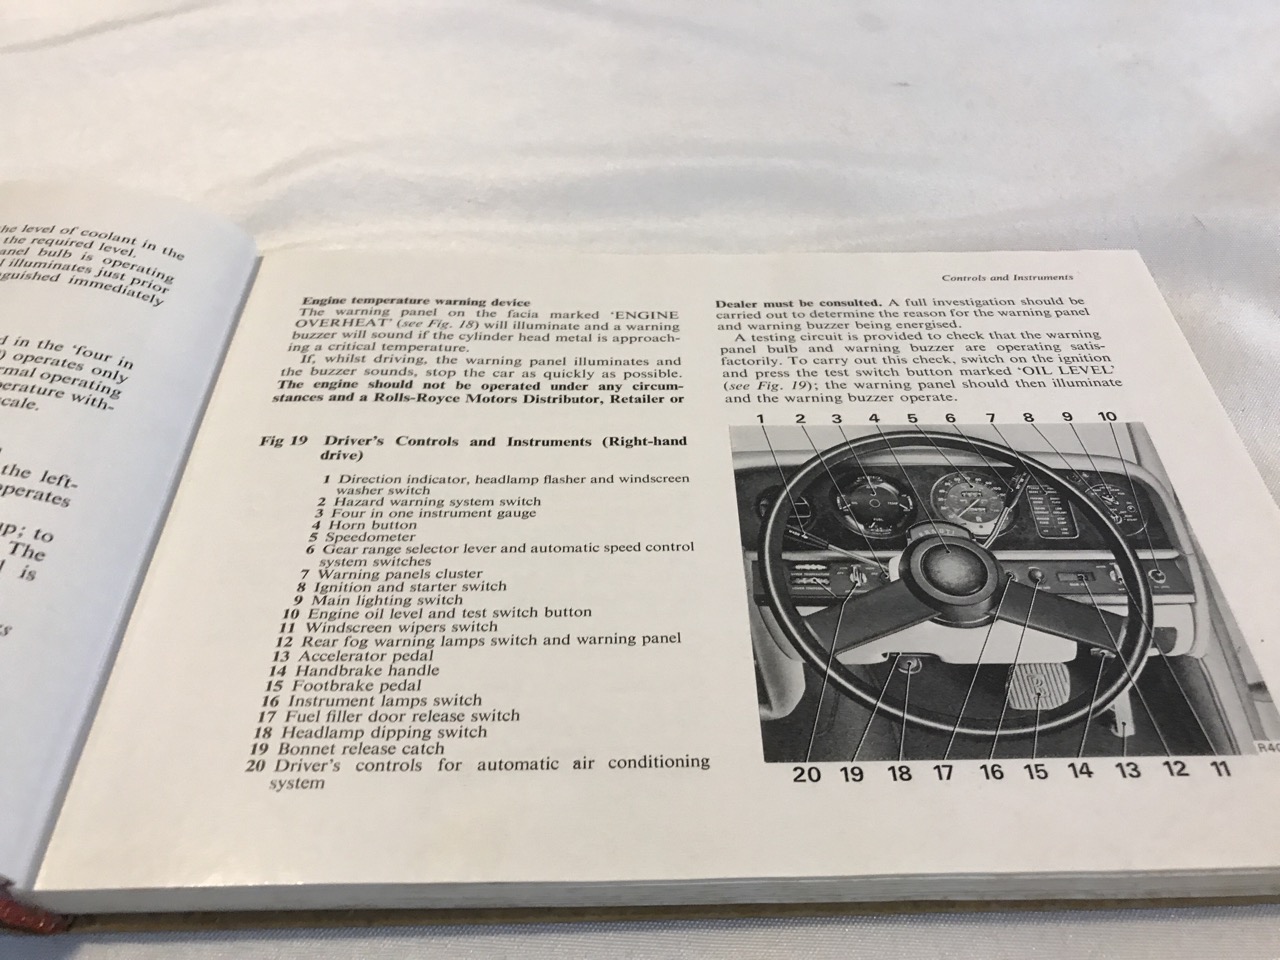 he level of coolant in the
the required level.
anel bulb is operating
illuminates just prior
guished immediately
d in the 'four in
) operates only
rmal operating
perature with-
cale.
the left-
perates
up; to
The
is
Controls and Instruments
Engine temperature warning device
The warning panel on the facia marked 'ENGINE
OVERHEAT' (see Fig. 18) will illuminate and a warning
buzzer will sound if the cylinder head metal is approach-
ing a critical temperature.
If, whilst driving, the warning panel illuminates and
the buzzer sounds, stop the car as quickly as possible.
The engine should not be operated under any circum-
stances and a Rolls-Royce Motors Distributor, Retailer or
Dealer must be consulted. A full investigation should be
carried out to determine the reason for the warning panel
and warning buzzer being energised.
A testing circuit is provided to check that the warning
panel bulb and warning buzzer are operating satis-
factorily. To carry out this check, switch on the ignition
and press the test switch button marked 'OIL LEVEL'
(see Fig. 19); the warning panel should then illuminate
and the warning buzzer operate.
Fig 19 Driver's Controls and Instruments (Right-hand
drive)
1 Direction indicator, headlamp flasher and windscreen
washer switch
2 Hazard warning system switch
3 Four in one instrument gauge
4 Horn button
5 Speedometer
6 Gear range selector lever and automatic speed control
system switches
7 Warning panels cluster
8 Ignition and starter switch
9 Main lighting switch
10 Engine oil level and test switch button
11 Windscreen wipers switch
12 Rear fog warning lamps switch and warning panel
13 Accelerator pedal
14 Handbrake handle
15 Footbrake pedal
16 Instrument lamps switch
17 Fuel filler door release switch
18 Headlamp dipping switch
19 Bonnet release catch
20 Driver's controls for automatic air conditioning
system
1 2 3 4 5 6 7 8 9 10
R40
20 19 18 17 16 15 14 13 12 11